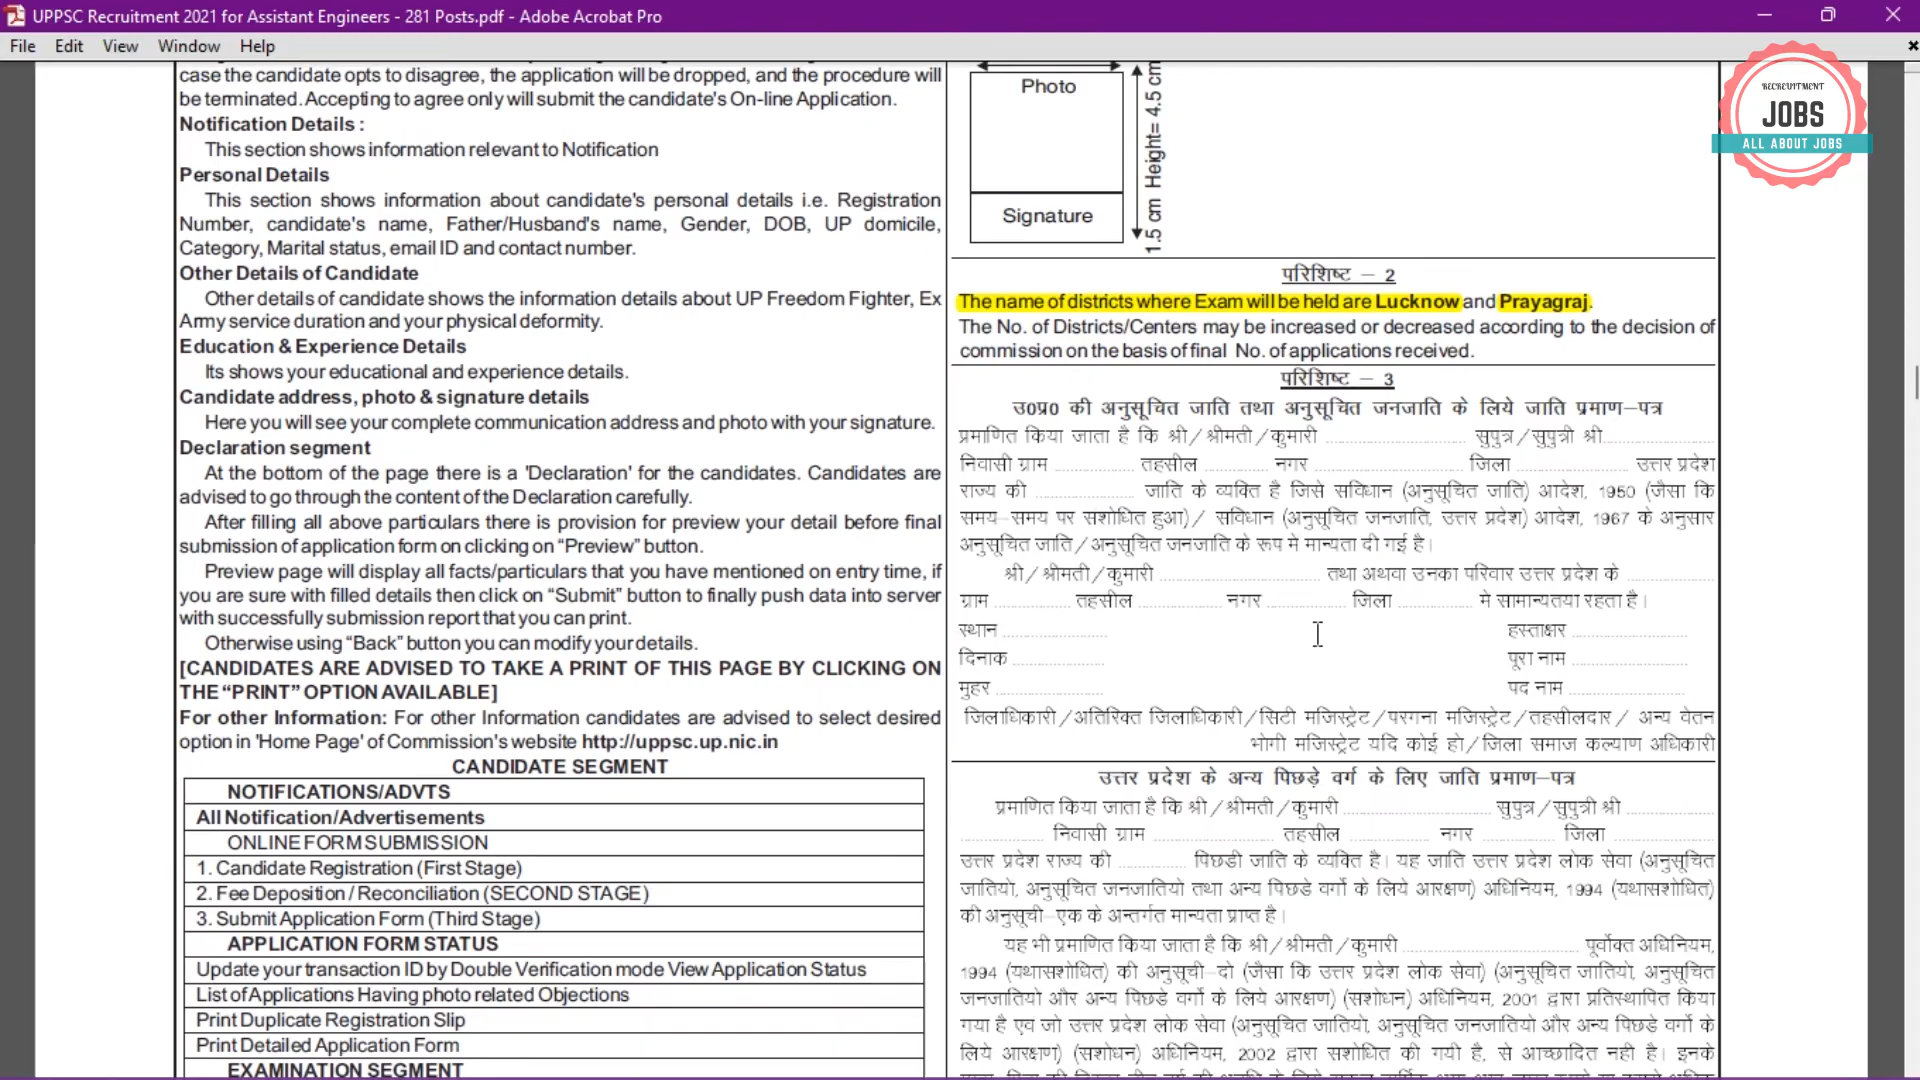 UPPSC Recruitment 2021 for Assistant Engineers - 281 Posts.pdf - Adobe Acrobat Pro
File Edit View Window Help
case the candidate opts to disagree, the application will be dropped, and the procedure will
be terminated. Accepting to agree only will submit the candidate's On-line Application.
Notification Details :
This section shows information relevant to Notification
Personal Details
This section shows information about candidate's personal details i.e. Registration
Number, candidate's name, Father/Husband's name, Gender, DOB, UP domicile,
Category, Marital status, email ID and contact number.
Other Details of Candidate
Other details of candidate shows the information details about UP Freedom Fighter, Ex
Army service duration and your physical deformity.
Education & Experience Details
Its shows your educational and experience details.
Candidate address, photo & signature details
Here you will see your complete communication address and photo with your signature.
Declaration segment
At the bottom of the page there is a 'Declaration' for the candidates. Candidates are
advised to go through the content of the Declaration carefully.
After filling all above particulars there is provision for preview your detail before final
submission of application form on clicking on “Preview” button.
Preview page will display all facts/particulars that you have mentioned on entry time, if
you are sure with filled details then click on “Submit” button to finally push data into server
with successfully submission report that you can print.
Otherwise using “Back” button you can modify your details.
[CANDIDATES ARE ADVISED TO TAKE A PRINT OF THIS PAGE BY CLICKING ON
THE “PRINT” OPTION AVAILABLE]
For other Information: For other Information candidates are advised to select desired
option in 'Home Page' of Commission's website http://uppsc.up.nic.in
CANDIDATE SEGMENT
NOTIFICATIONS/ADVTS
All Notification/Advertisements
ONLINE FORM SUBMISSION
1. Candidate Registration (First Stage)
2. Fee Deposition / Reconciliation (SECOND STAGE)
3. Submit Application Form (Third Stage)
APPLICATION FORM STATUS
Update your transaction ID by Double Verification mode View Application Status
List of Applications Having photo related Objections
Print Duplicate Registration Slip
Print Detailed Application Form
EXAMINATION SEGMENT
Photo
Signature
1.5 cm Height= 4.5 cm
RECRUITMENT
JOBS
ALL ABOUT JOBS
परिशिष्ट – 2
The name of districts where Exam will be held are Lucknow and Prayagraj.
The No. of Districts/Centers may be increased or decreased according to the decision of
commission on the basis of final No. of applications received.
परिशिष्ट – 3
उ0प्र0 की अनुसूचित जाति तथा अनुसूचित जनजाति के लिये जाति प्रमाण–पत्र
प्रमाणित किया जाता है कि श्री/श्रीमती/कुमारी .................... सुपुत्र/सुपुत्री श्री....................
निवासी ग्राम .................... तहसील .................... नगर .................... जिला .................... उत्तर प्रदेश
राज्य की .................... जाति के व्यक्ति है जिसे सविधान (अनुसूचित जाति) आदेश, 1950 (जैसा कि
समय–समय पर सशोधित हुआ)/ सविधान (अनुसूचित जनजाति, उत्तर प्रदेश) आदेश, 1967 के अनुसार
अनुसूचित जाति/अनुसूचित जनजाति के रूप मे मान्यता दी गई है।
श्री/श्रीमती/कुमारी .................... तथा अथवा उनका परिवार उत्तर प्रदेश के ....................
ग्राम .................... तहसील .................... नगर .................... जिला .................... मे सामान्यतया रहता है।
स्थान .................... हस्ताक्षर ....................
दिनाक .................... पूरा नाम ....................
मुहर .................... पद नाम ....................
जिलाधिकारी/अतिरिक्त जिलाधिकारी/सिटी मजिस्ट्रेट/परगना मजिस्ट्रेट/तहसीलदार/ अन्य वेतन
भोगी मजिस्ट्रेट यदि कोई हो/जिला समाज कल्याण अधिकारी
उत्तर प्रदेश के अन्य पिछड़े वर्ग के लिए जाति प्रमाण–पत्र
प्रमाणित किया जाता है कि श्री/श्रीमती/कुमारी .................... सुपुत्र/सुपुत्री श्री ....................
.................... निवासी ग्राम .................... तहसील .................... नगर .................... जिला ....................
उत्तर प्रदेश राज्य की .................... पिछडी जाति के व्यक्ति है। यह जाति उत्तर प्रदेश लोक सेवा (अनुसूचित
जातियो, अनुसूचित जनजातियो तथा अन्य पिछडे वर्गो के लिये आरक्षण) अधिनियम, 1994 (यथासशोधित)
की अनुसूची–एक के अन्तर्गत मान्यता प्राप्त है।
यह भी प्रमाणित किया जाता है कि श्री/श्रीमती/कुमारी .................... पूर्वोक्त अधिनियम,
1994 (यथासशोधित) की अनुसूची–दो (जैसा कि उत्तर प्रदेश लोक सेवा) (अनुसूचित जातियो, अनुसूचित
जनजातियो और अन्य पिछडे वर्गो के लिये आरक्षण) (सशोधन) अधिनियम, 2001 द्वारा प्रतिस्थापित किया
गया है एव जो उत्तर प्रदेश लोक सेवा (अनुसूचित जातियो, अनुसूचित जनजातियो और अन्य पिछडे वर्गो के
लिये आरक्षण) (सशोधन) अधिनियम, 2002 द्वारा सशोधित की गयी है, से आच्छादित नही है। इनके